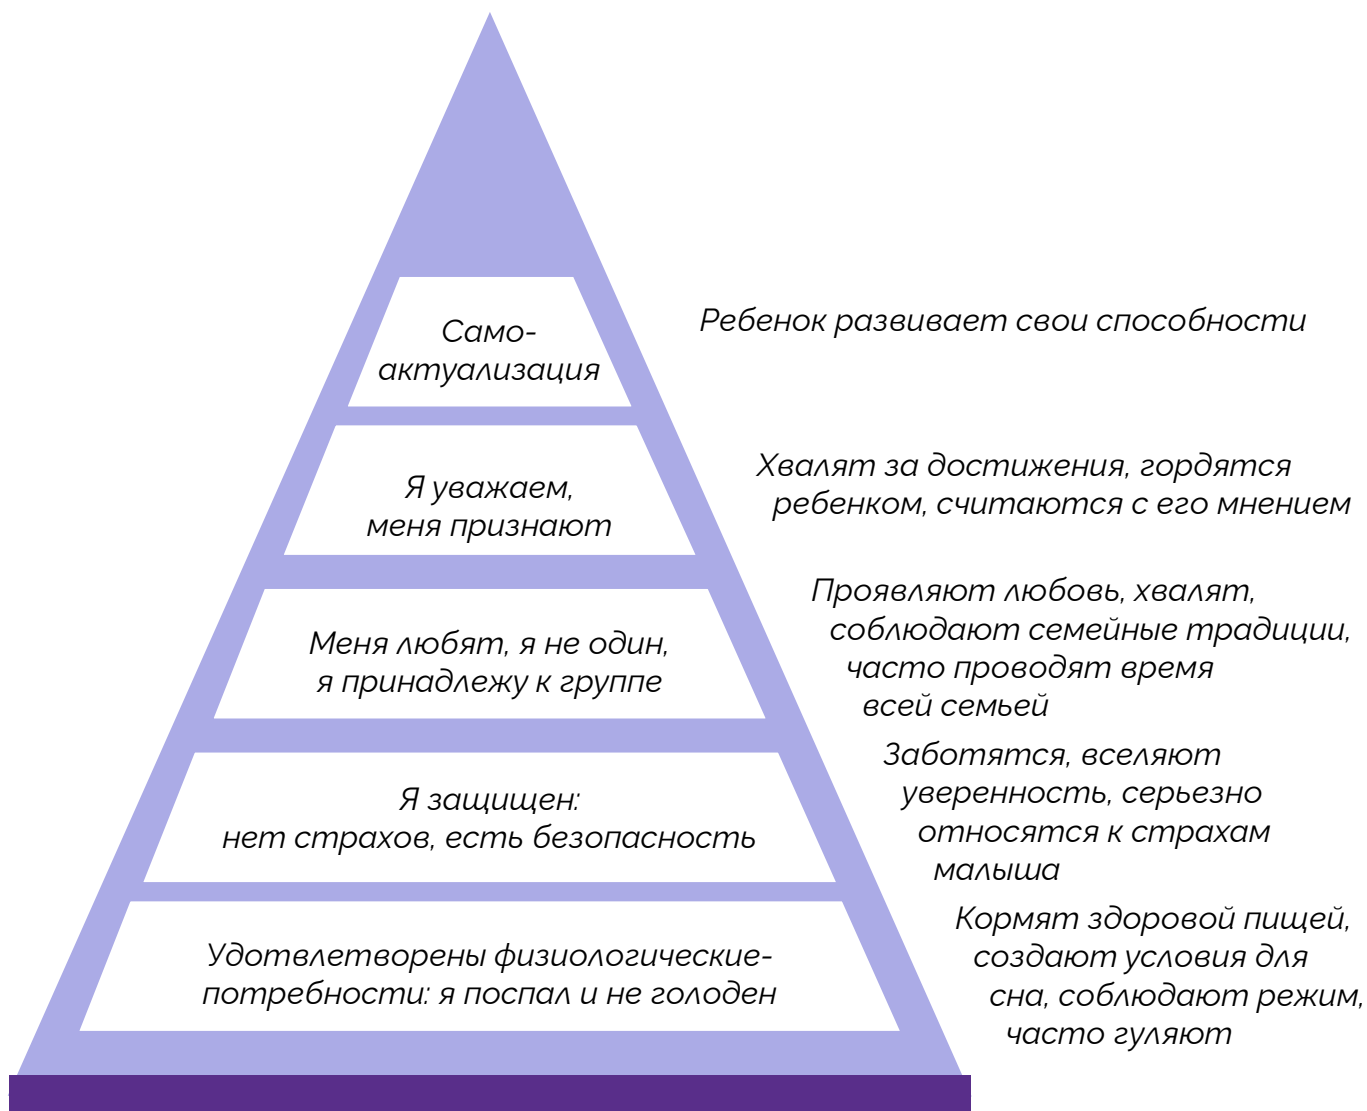 Само-
актуализация
Ребенок развивает свои способности
Я уважаем,
меня признают
Хвалят за достижения, гордятся
ребенком, считаются с его мнением
Меня любят, я не один,
я принадлежу к группе
Проявляют любовь, хвалят,
соблюдают семейные традиции,
часто проводят время
всей семьей
Я защищен:
нет страхов, есть безопасность
Заботятся, вселяют
уверенность, серьезно
относятся к страхам
малыша
Удотвлетворены физиологические-
потребности: я поспал и не голоден
Кормят здоровой пищей,
создают условия для
сна, соблюдают режим,
часто гуляют